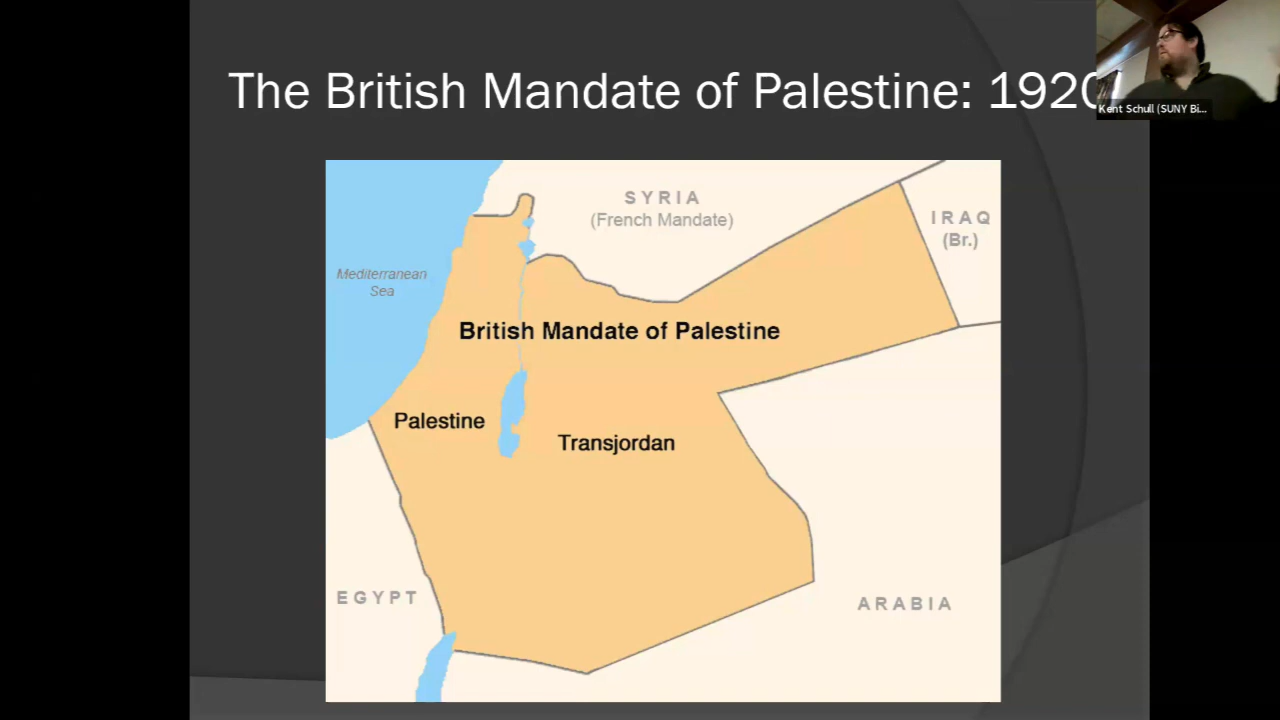 The British Mandate of Palestine: 1920
Kent Schull (SUNY Bi...
SYRIA
(French Mandate)
IRAQ
(Br.)
Mediterranean
Sea
British Mandate of Palestine
Palestine
Transjordan
EGYPT
ARABIA